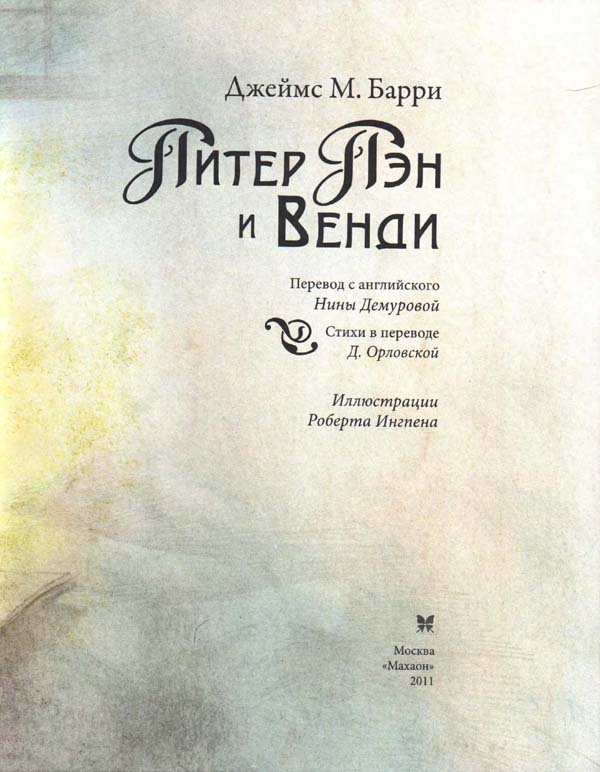 Джеймс М. Барри
Питер Пэн
и Венди
Перевод с английского
Нины Демуровой
Стихи в переводе
Д. Орловской
Иллюстрации
Роберта Ингпена
Москва
«Махаон»
2011